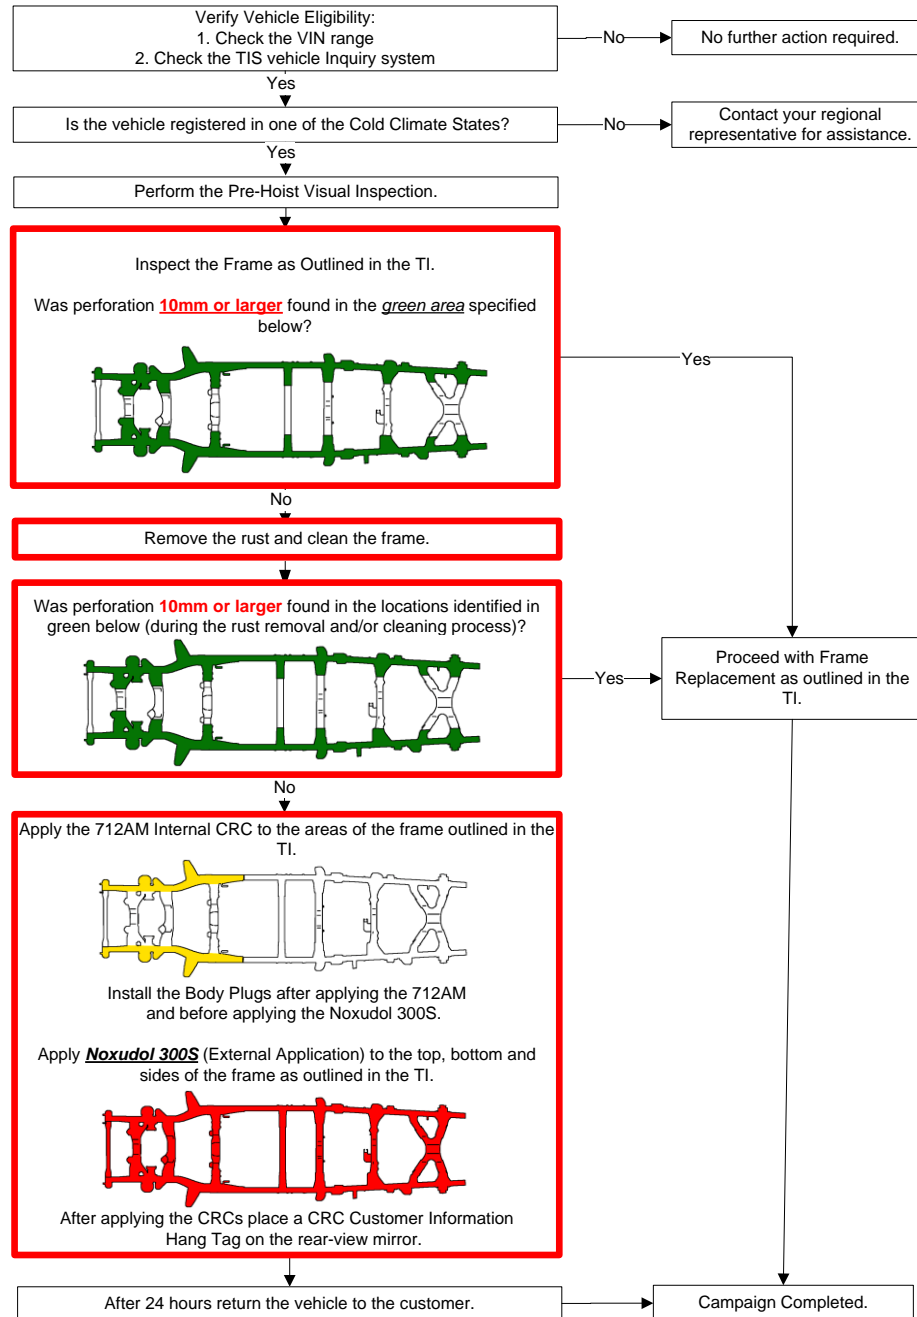 Verify Vehicle Eligibility:
1. Check the VIN range
2. Check the TIS vehicle Inquiry system
No
No further action required.
Yes
Is the vehicle registered in one of the Cold Climate States?
No
Contact your regional
representative for assistance.
Yes
Perform the Pre-Hoist Visual Inspection.
Inspect the Frame as Outlined in the TI.
Was perforation 10mm or larger found in the green area specified
below?
Yes
No
Remove the rust and clean the frame.
Was perforation 10mm or larger found in the locations identified in
green below (during the rust removal and/or cleaning process)?
Yes
Proceed with Frame
Replacement as outlined in the
TI.
No
Apply the 712AM Internal CRC to the areas of the frame outlined in the
TI.
Install the Body Plugs after applying the 712AM
and before applying the Noxudol 300S.
Apply Noxudol 300S (External Application) to the top, bottom and
sides of the frame as outlined in the TI.
After applying the CRCs place a CRC Customer Information
Hang Tag on the rear-view mirror.
After 24 hours return the vehicle to the customer.
Campaign Completed.